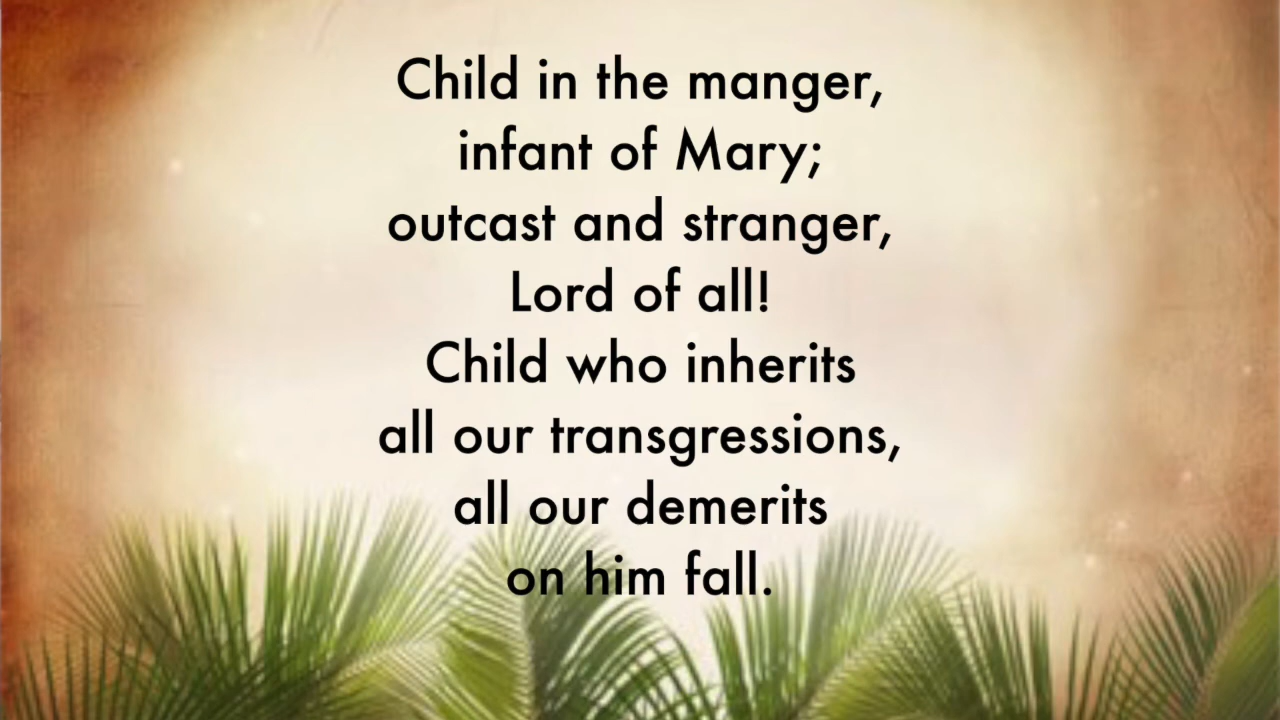 Child in the manger,
infant of Mary;
outcast and stranger,
Lord of all!
Child who inherits
all our transgressions,
all our demerits
on him fall.